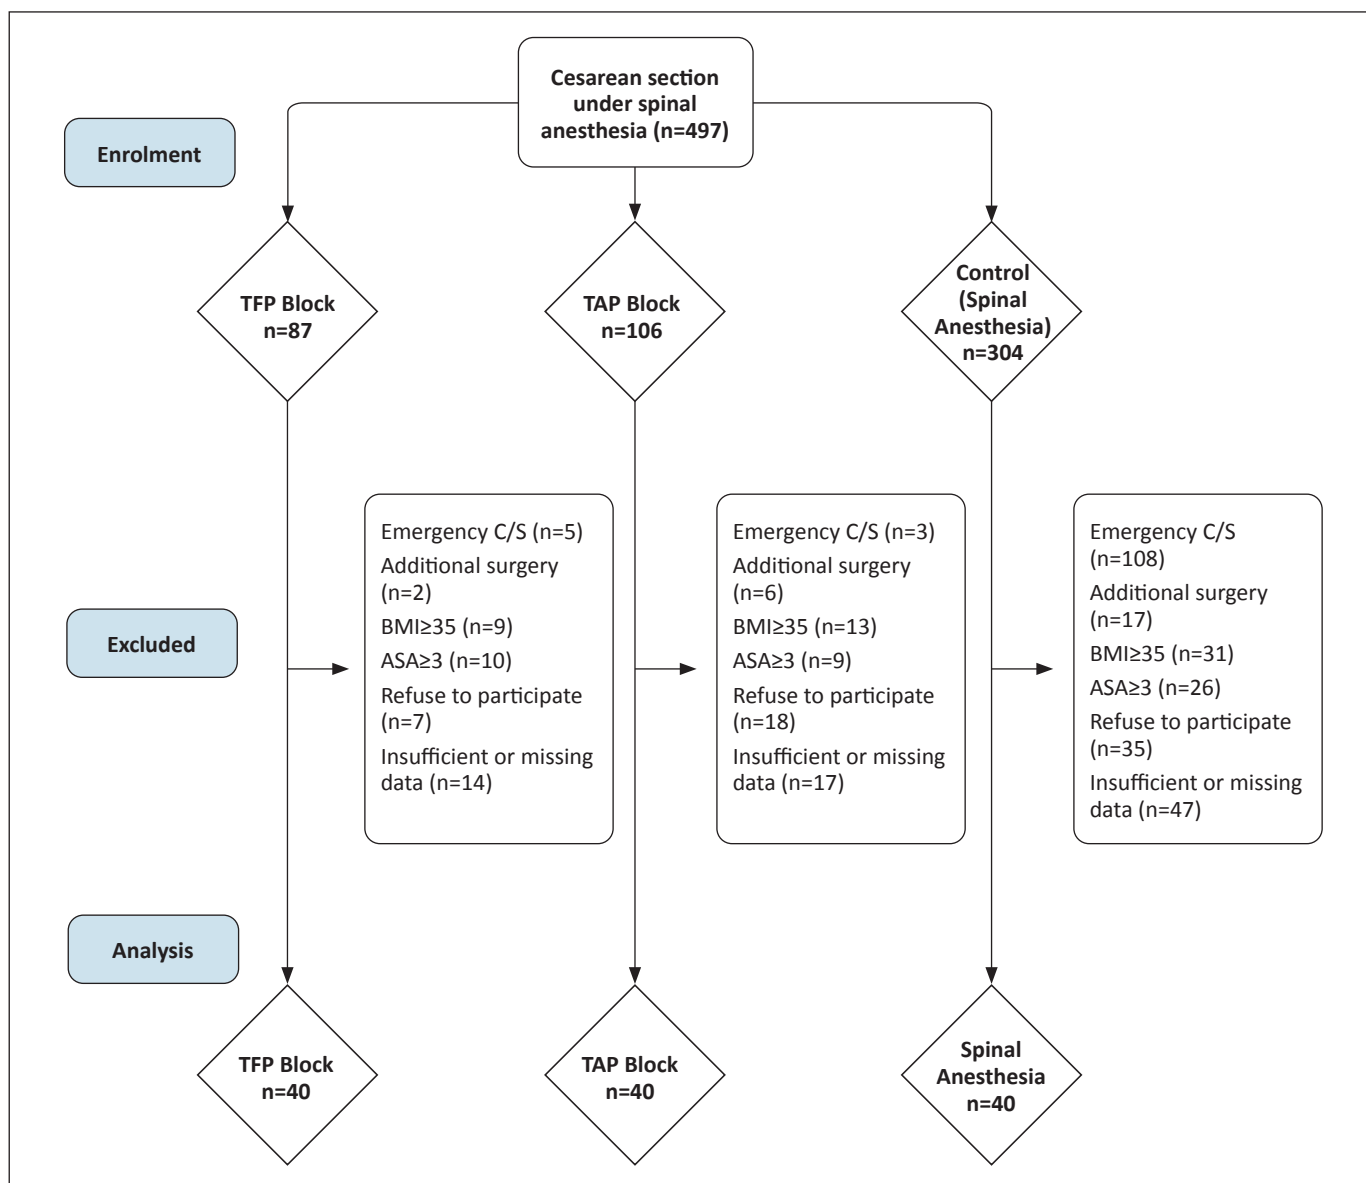 Cesarean section
under spinal
anesthesia (n=497)
Enrolment
TFP Block
n=87
TAP Block
n=106
Control
(Spinal
Anesthesia)
n=304
Excluded
Emergency C/S (n=5)
Additional surgery
(n=2)
BMI≥35 (n=9)
ASA≥3 (n=10)
Refuse to participate
(n=7)
Insufficient or missing
data (n=14)
Emergency C/S (n=3)
Additional surgery
(n=6)
BMI≥35 (n=13)
ASA≥3 (n=9)
Refuse to participate
(n=18)
Insufficient or missing
data (n=17)
Emergency C/S
(n=108)
Additional surgery
(n=17)
BMI≥35 (n=31)
ASA≥3 (n=26)
Refuse to participate
(n=35)
Insufficient or missing
data (n=47)
Analysis
TFP Block
n=40
TAP Block
n=40
Spinal
Anesthesia
n=40